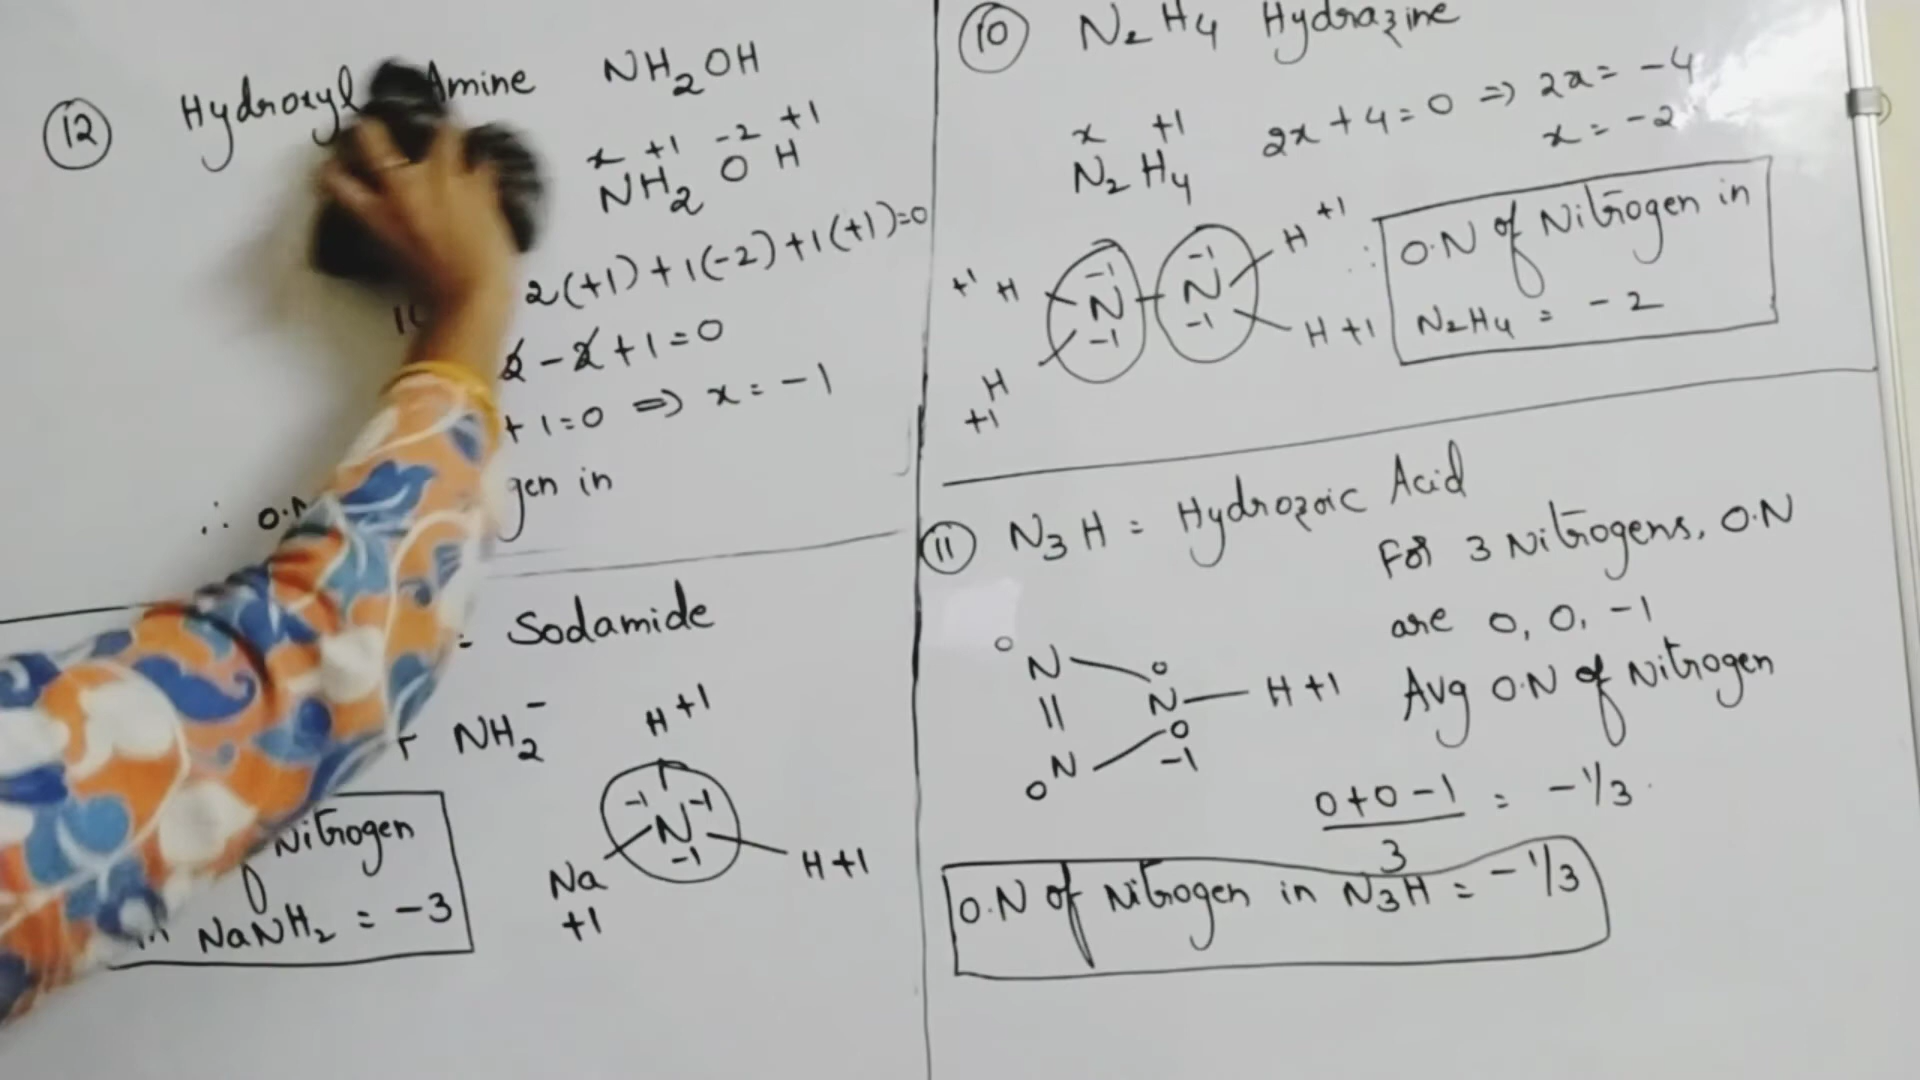 12 Hydroxyl Amine NH2OH
x +1 -2 +1
NH2 O H
2(+1) + 1(-2) + 1(+1) = 0
2 - 2 + 1 = 0
+ 1 = 0 => x = -1
∴ O.N gen in
= Sodamide
NH2-
H +1
-1 -1
N
-1
Na
+1
H +1
Nitrogen
in NaNH2 = -3
10 N2H4 Hydrazine
x +1
N2 H4
2x + 4 = 0 => 2x = -4
x = -2
+1 H
-1 -1
N - N
-1 -1
H +1
H +1
H
+1
∴ O.N of Nitrogen in
N2H4 = -2
11 N3H = Hydrozoic Acid
For 3 Nitrogens, O.N
are 0, 0, -1
0 N
0
N - H +1
0
-1
||
0 N
Avg O.N of Nitrogen
0+0-1
3
= -1/3
O.N of Nitrogen in N3H = -1/3